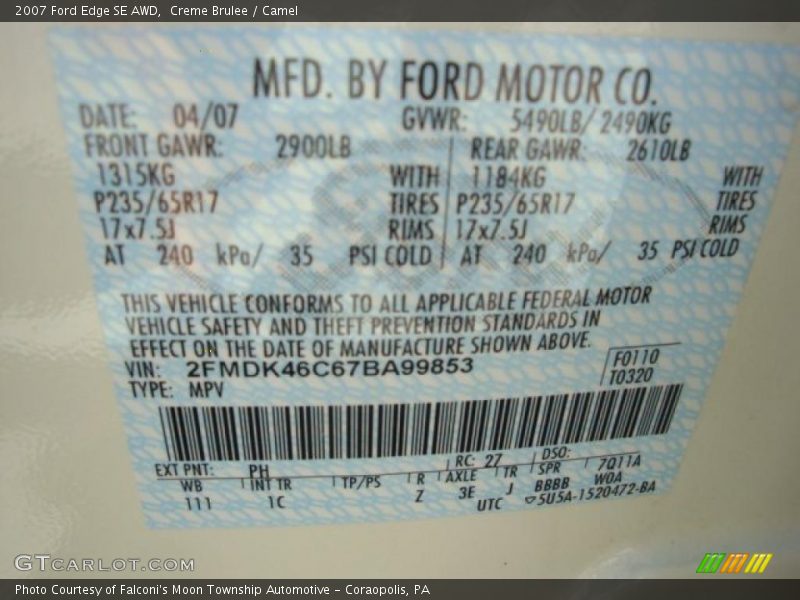 2007 Ford Edge SE AWD,  Creme Brulee / Camel
MFD. BY FORD MOTOR CO.
DATE: 04/07 GVWR: 5490LB/ 2490KG
FRONT GAWR: 2900LB REAR GAWR: 2610LB
1315KG WITH 1184KG WITH
P235/65R17 TIRES P235/65R17 TIRES
17x7.5J RIMS 17x7.5J RIMS
AT 240 kPa/ 35 PSI COLD AT 240 kPa/ 35 PSI COLD
THIS VEHICLE CONFORMS TO ALL APPLICABLE FEDERAL MOTOR
VEHICLE SAFETY AND THEFT PREVENTION STANDARDS IN
EFFECT ON THE DATE OF MANUFACTURE SHOWN ABOVE.
VIN: 2FMDK46C67BA99853 F0110
TYPE: MPV T0320
EXT PNT: PH RC: 27 DSO:
WB INT TR TP/PS R AXLE TR SPR 7Q11A
111 1C Z 3E J BBBB W0A
UTC 5U5A-1520472-BA
GTCARLOT.COM
Photo Courtesy of Falconi's Moon Township Automotive – Coraopolis, PA